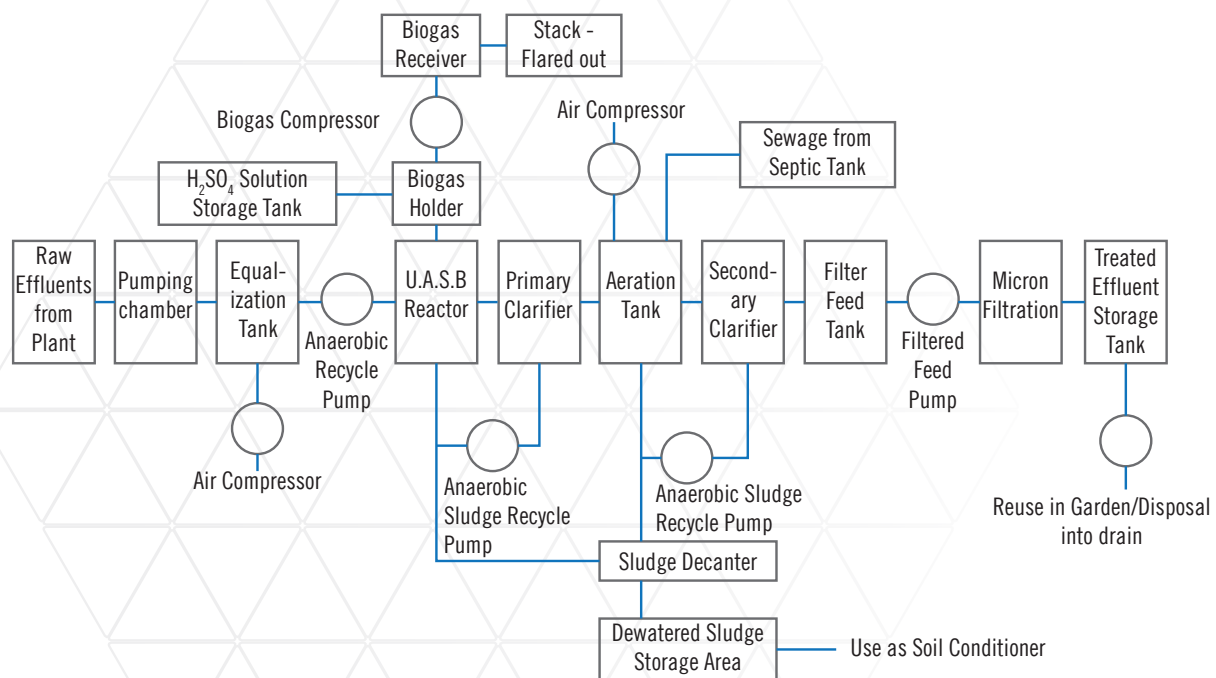 Biogas
Receiver
Stack -
Flared out
Biogas Compressor
Air Compressor
Sewage from
Septic Tank
H₂SO₄ Solution
Storage Tank
Biogas
Holder
Raw
Effluents
from
Plant
Pumping
chamber
Equal-
ization
Tank
Anaerobic
Recycle
Pump
U.A.S.B
Reactor
Primary
Clarifier
Aeration
Tank
Second-
ary
Clarifier
Filter
Feed
Tank
Filtered
Feed
Pump
Micron
Filtration
Treated
Effluent
Storage
Tank
Air Compressor
Anaerobic
Sludge Recycle
Pump
Anaerobic Sludge
Recycle Pump
Reuse in Garden/Disposal
into drain
Sludge Decanter
Dewatered Sludge
Storage Area
Use as Soil Conditioner